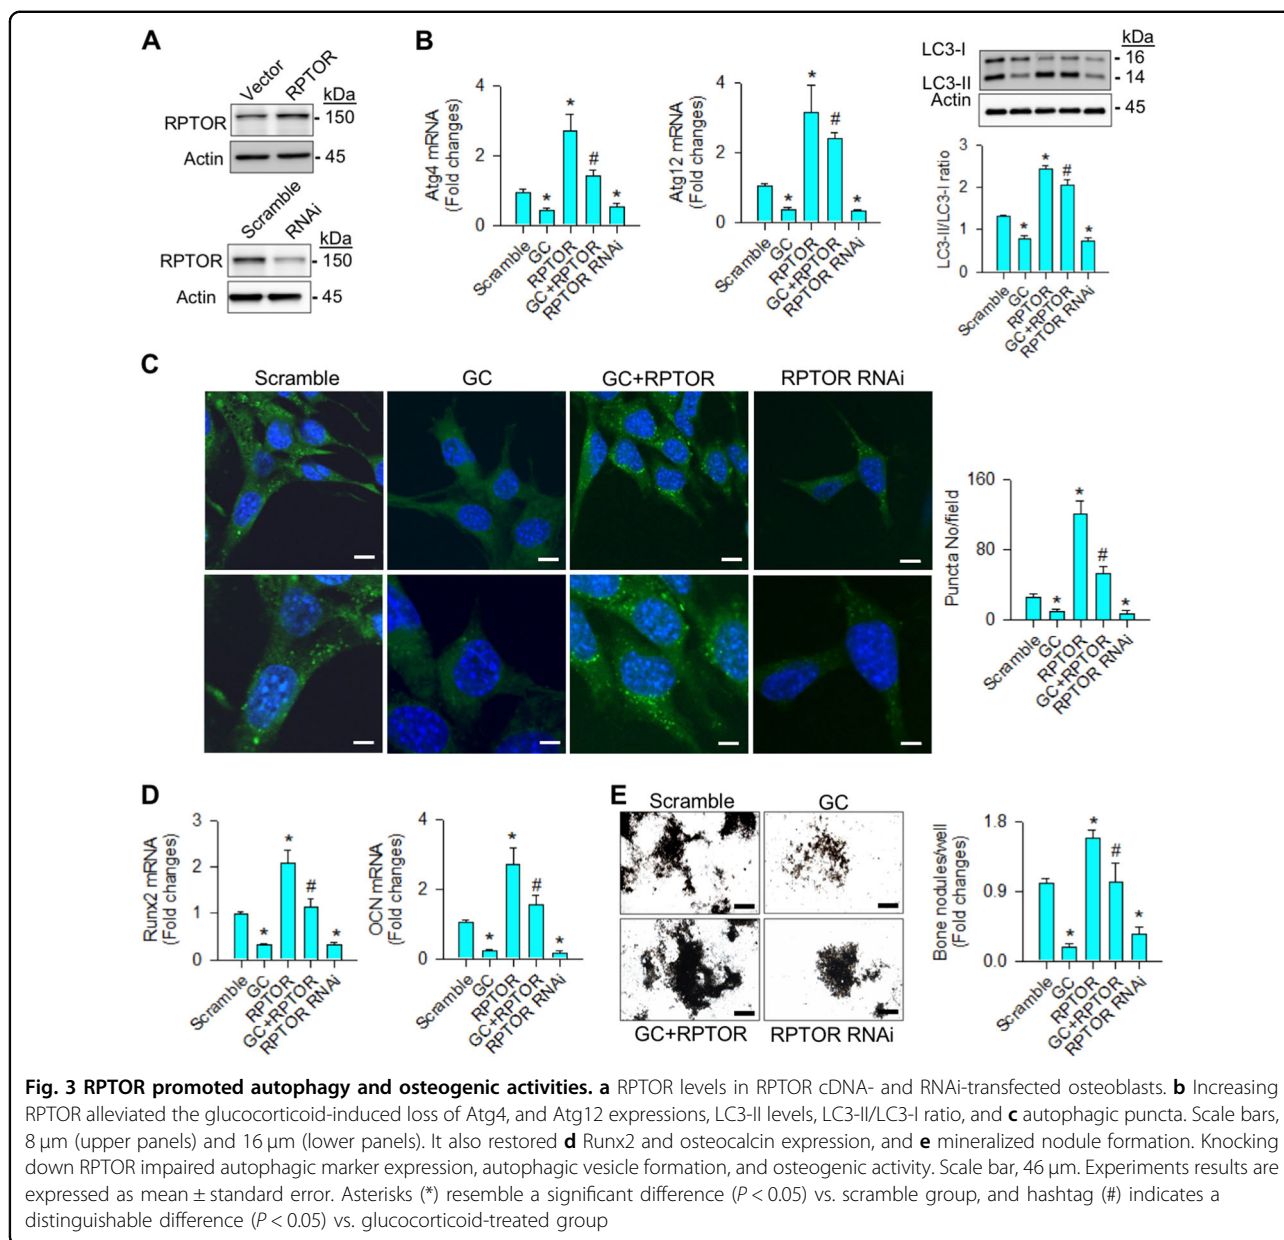 A
Vector
RPTOR
kDa
RPTOR
- 150
Actin
- 45
Scramble
RNAi
kDa
RPTOR
- 150
Actin
- 45
B
Atg4 mRNA
(Fold changes)
4
2
0
*
*
#
*
Scramble
GC
RPTOR
GC+RPTOR
RPTOR RNAi
Atg12 mRNA
(Fold changes)
4
2
0
*
*
#
*
Scramble
GC
RPTOR
GC+RPTOR
RPTOR RNAi
kDa
LC3-I
- 16
LC3-II
- 14
Actin
- 45
LC3-II/LC3-I ratio
3
2
1
0
*
*
#
*
Scramble
GC
RPTOR
GC+RPTOR
RPTOR RNAi
C
Scramble
GC
GC+RPTOR
RPTOR RNAi
Puncta No/field
160
80
0
*
*
#
*
Scramble
GC
RPTOR
GC+RPTOR
RPTOR RNAi
D
Runx2 mRNA
(Fold changes)
3
2
1
0
*
*
#
*
Scramble
GC
RPTOR
GC+RPTOR
RPTOR RNAi
OCN mRNA
(Fold changes)
4
2
0
*
*
#
*
Scramble
GC
RPTOR
GC+RPTOR
RPTOR RNAi
E
Scramble
GC
GC+RPTOR
RPTOR RNAi
Bone nodules/well
(Fold changes)
1.8
0.9
0.0
*
*
#
*
Scramble
GC
RPTOR
GC+RPTOR
RPTOR RNAi
Fig. 3 RPTOR promoted autophagy and osteogenic activities. a RPTOR levels in RPTOR cDNA- and RNAi-transfected osteoblasts. b Increasing
RPTOR alleviated the glucocorticoid-induced loss of Atg4, and Atg12 expressions, LC3-II levels, LC3-II/LC3-I ratio, and c autophagic puncta. Scale bars,
8 μm (upper panels) and 16 μm (lower panels). It also restored d Runx2 and osteocalcin expression, and e mineralized nodule formation. Knocking
down RPTOR impaired autophagic marker expression, autophagic vesicle formation, and osteogenic activity. Scale bar, 46 μm. Experiments results are
expressed as mean ± standard error. Asterisks (*) resemble a significant difference (P < 0.05) vs. scramble group, and hashtag (#) indicates a
distinguishable difference (P < 0.05) vs. glucocorticoid-treated group